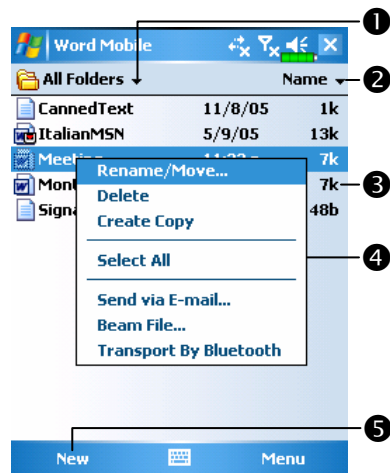 1
Word Mobile
All Folders Name
2
CannedText 11/8/05 1k
ItalianMSN 5/9/05 13k
Meeting 7k
Rename/Move...
7k
3
Delete
48b
Create Copy
Select All
4
Send via E-mail...
Beam File...
Transport By Bluetooth
5
New Menu